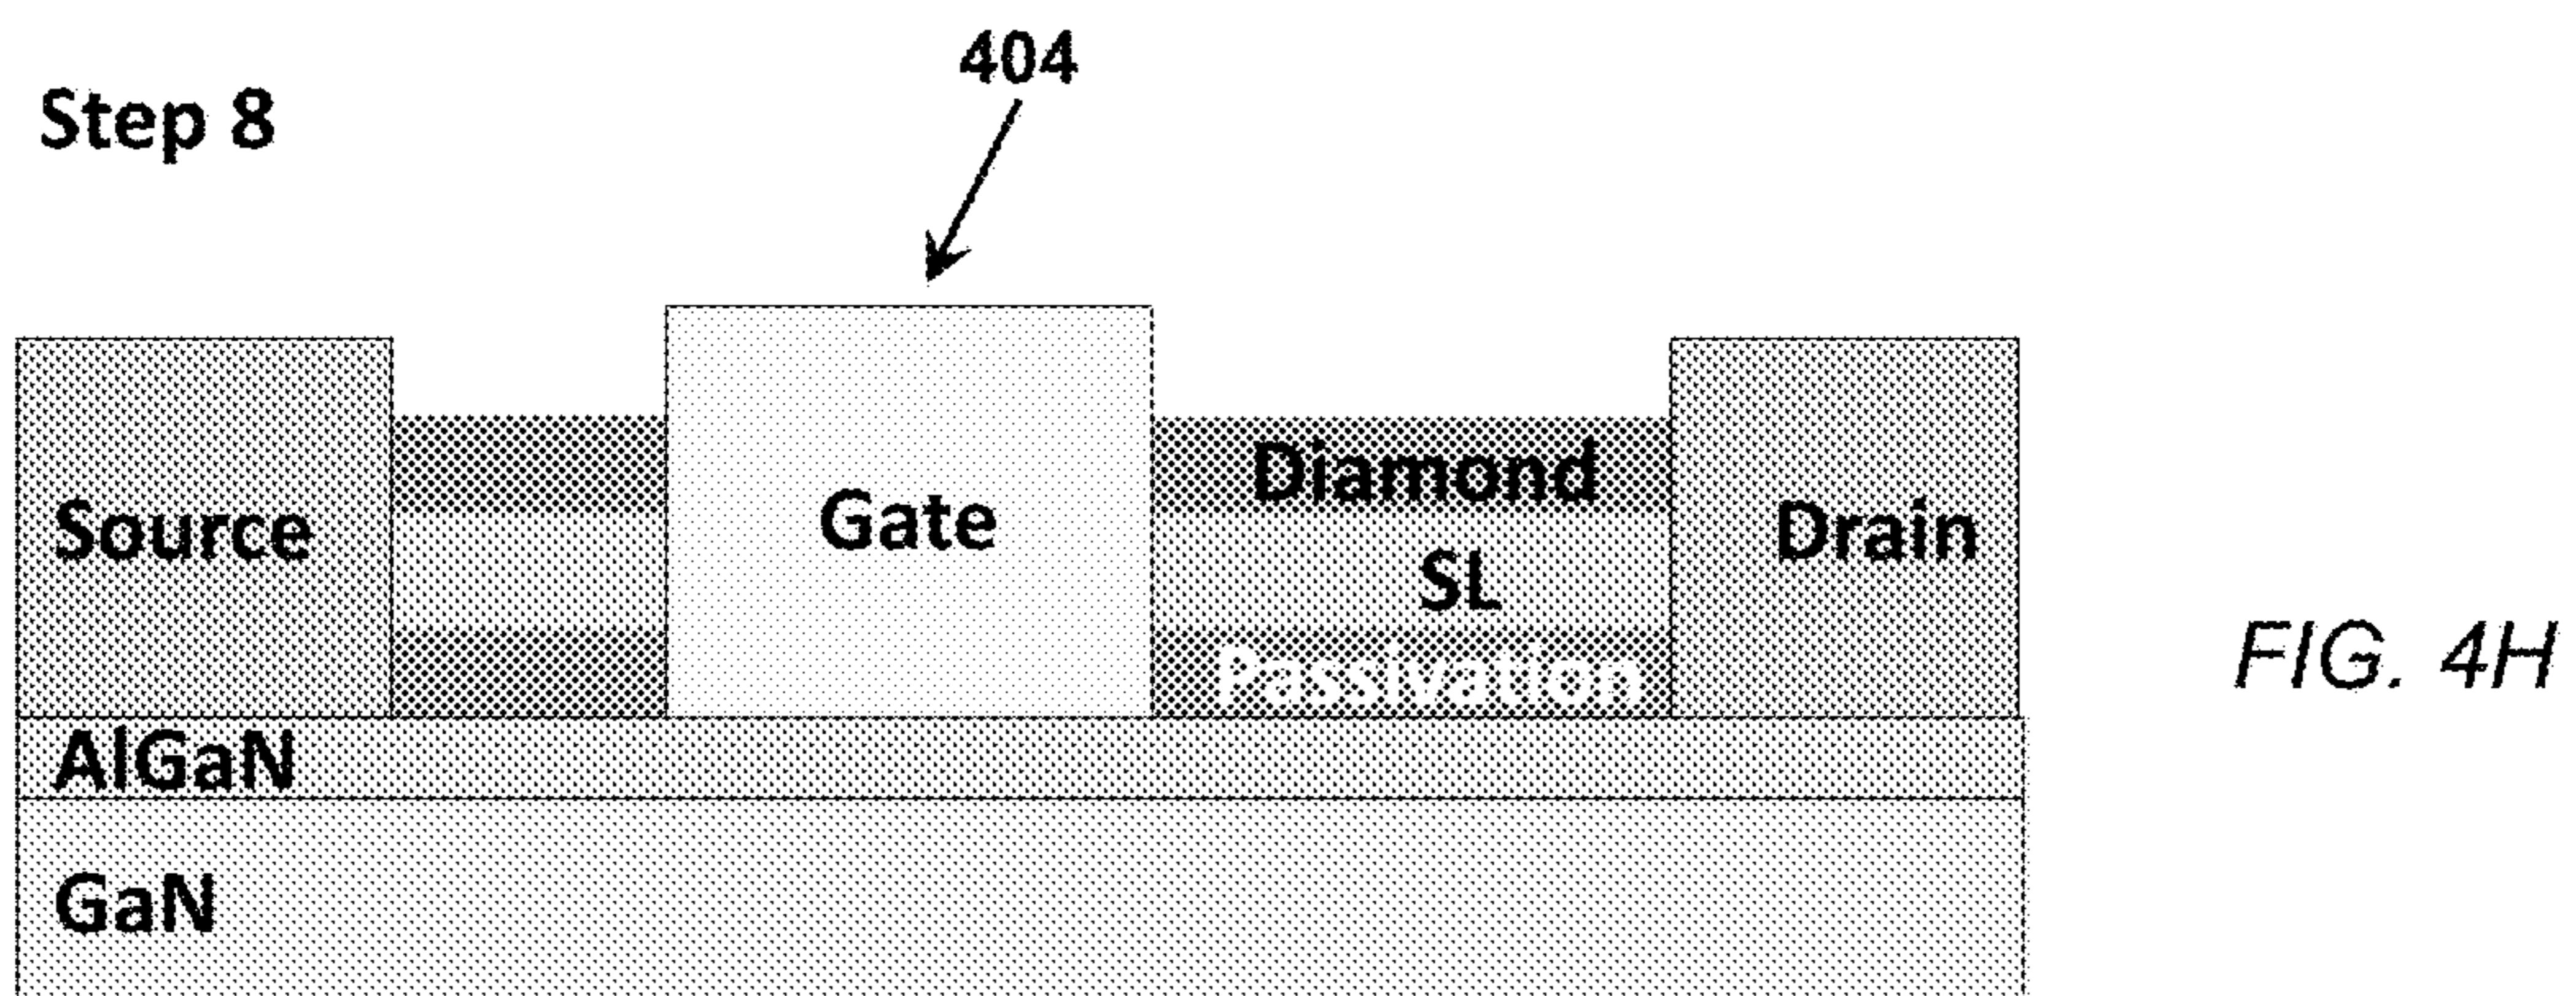 404
Step 8
Source
Gate
Diamond
SL
Passivation
Drain
AlGaN
GaN
FIG. 4H